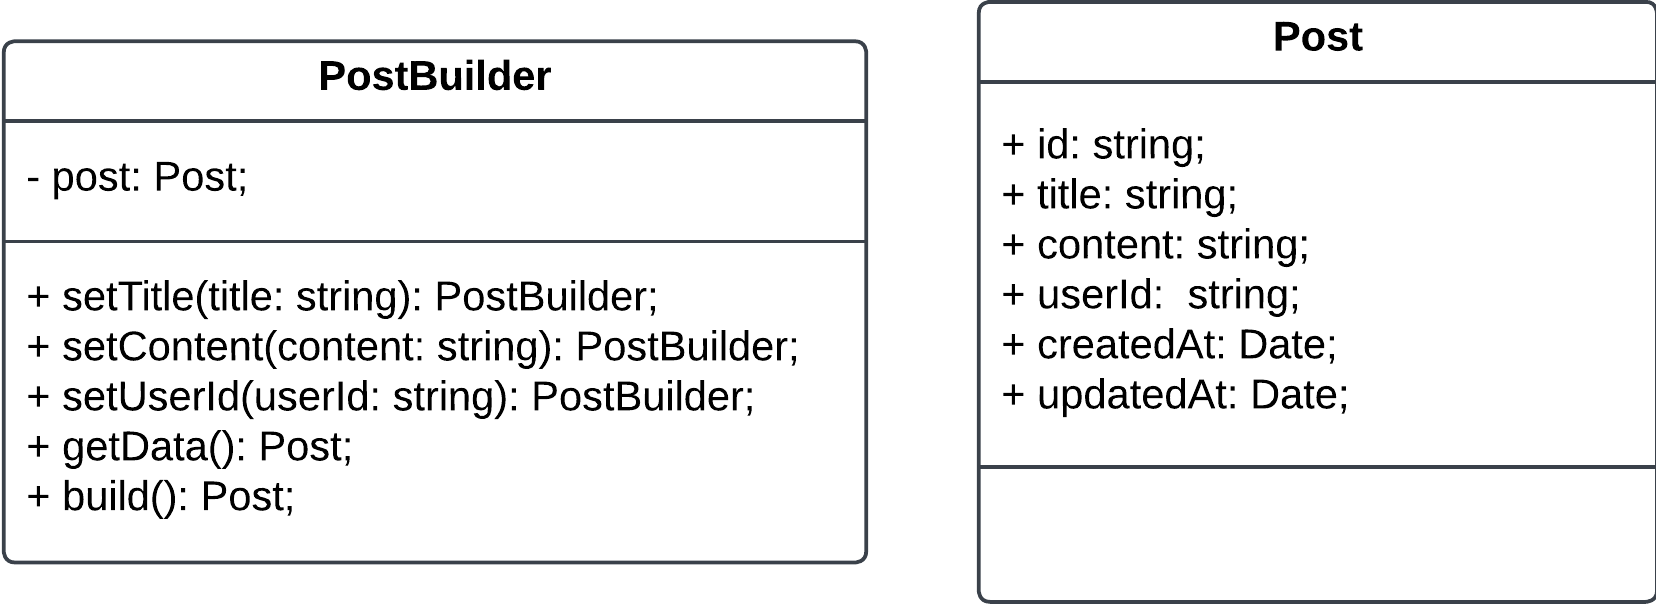 PostBuilder
- post: Post;
+ setTitle(title: string): PostBuilder;
+ setContent(content: string): PostBuilder;
+ setUserId(userId: string): PostBuilder;
+ getData(): Post;
+ build(): Post;
Post
+ id: string;
+ title: string;
+ content: string;
+ userId:  string;
+ createdAt: Date;
+ updatedAt: Date;